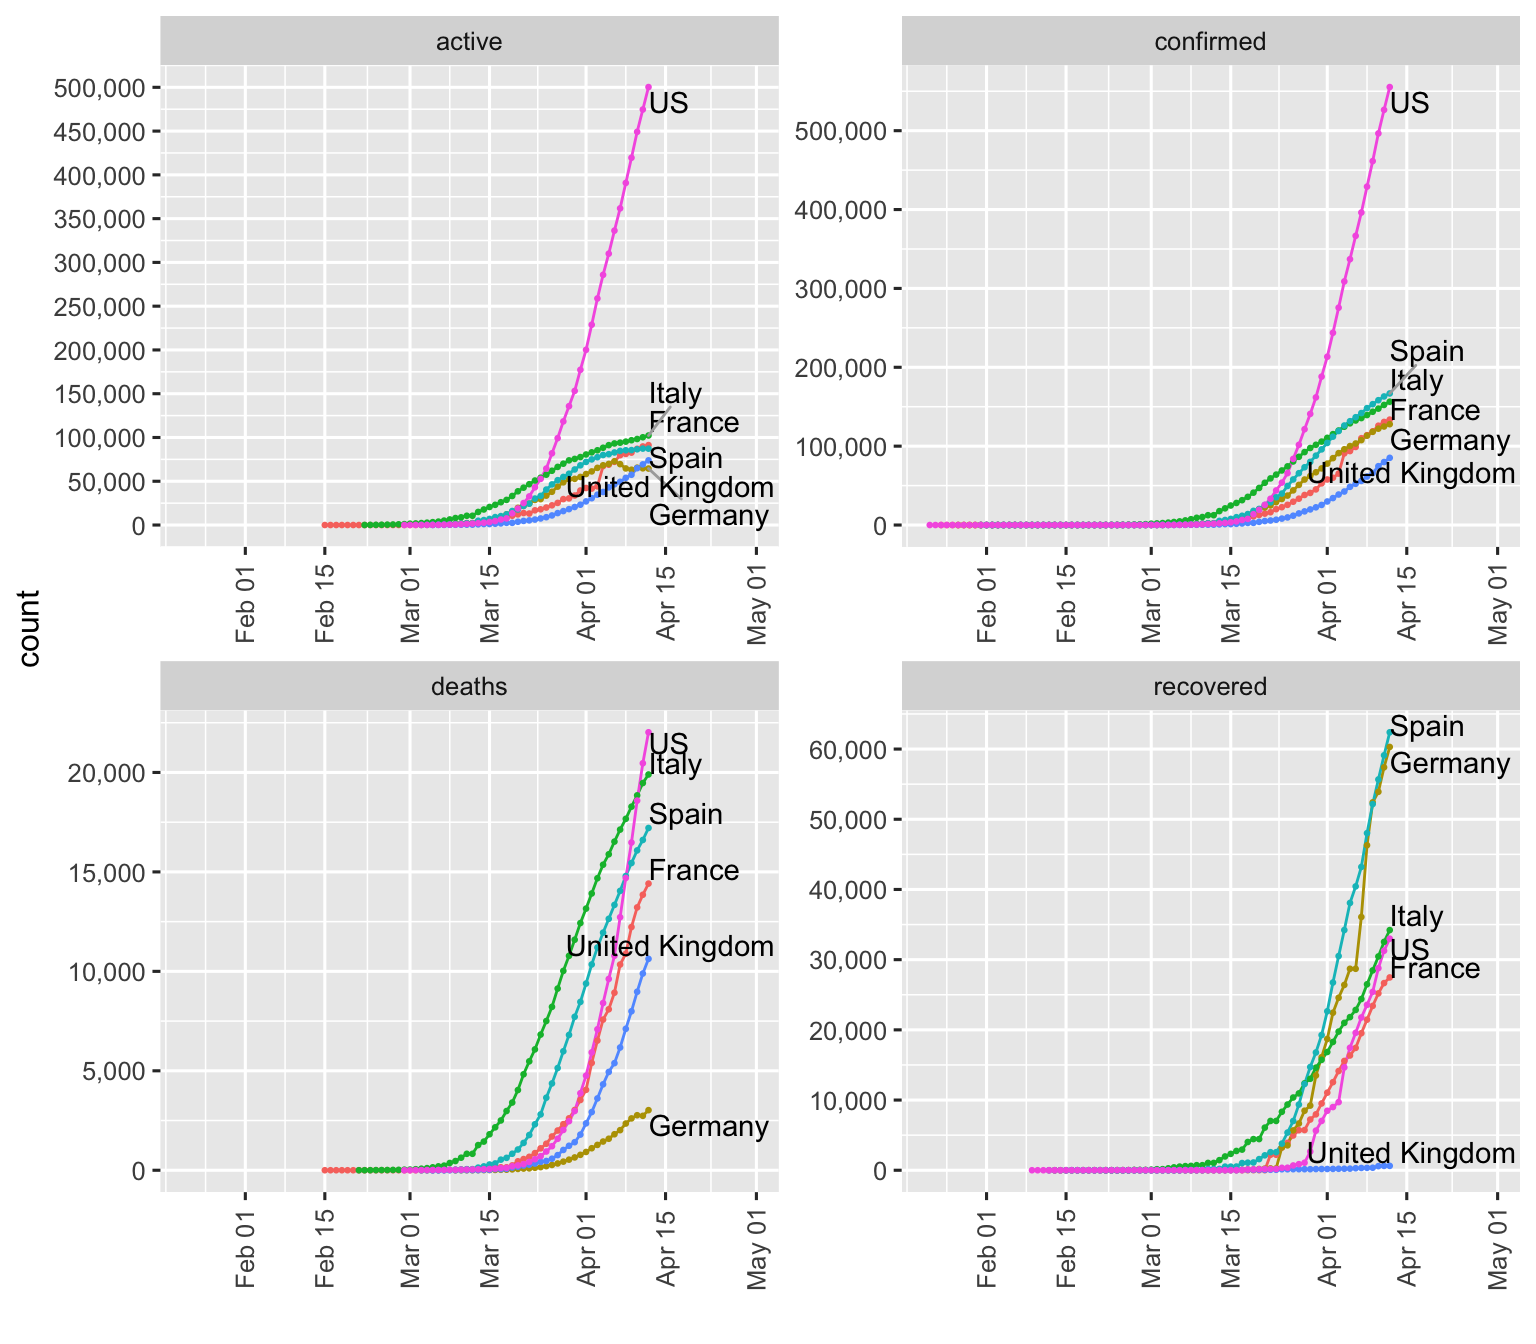 active
500,000
450,000
400,000
350,000
300,000
250,000
200,000
150,000
100,000
50,000
0
US
Italy
France
Spain
United Kingdom
Germany
Feb 01
Feb 15
Mar 01
Mar 15
Apr 01
Apr 15
May 01
confirmed
500,000
400,000
300,000
200,000
100,000
0
US
Spain
Italy
France
Germany
United Kingdom
Feb 01
Feb 15
Mar 01
Mar 15
Apr 01
Apr 15
May 01
count
deaths
20,000
15,000
10,000
5,000
0
US
Italy
Spain
France
United Kingdom
Germany
Feb 01
Feb 15
Mar 01
Mar 15
Apr 01
Apr 15
May 01
recovered
60,000
50,000
40,000
30,000
20,000
10,000
0
Spain
Germany
Italy
US
France
United Kingdom
Feb 01
Feb 15
Mar 01
Mar 15
Apr 01
Apr 15
May 01